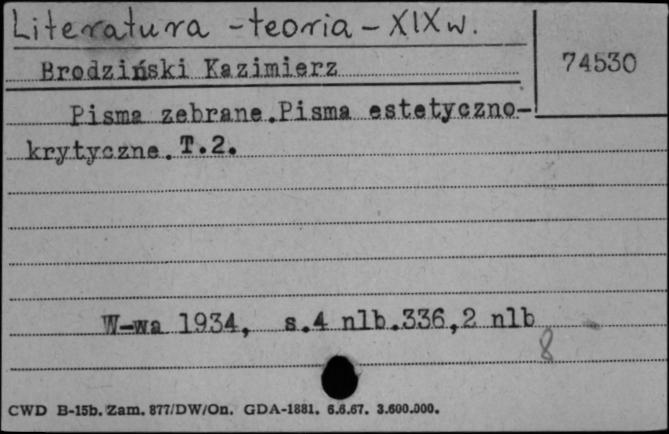 Literatura - teoria - XIX w.
Brodziński Kazimierz
74530
Pisma zebrane.Pisma estetyczno-
krytyczne. T.2.
W-wa 1934, s.4 nlb.336,2 nlb
8
CWD B-15b. Zam. 877/DW/On. GDA-1881. 6.6.67. 3.600.000.